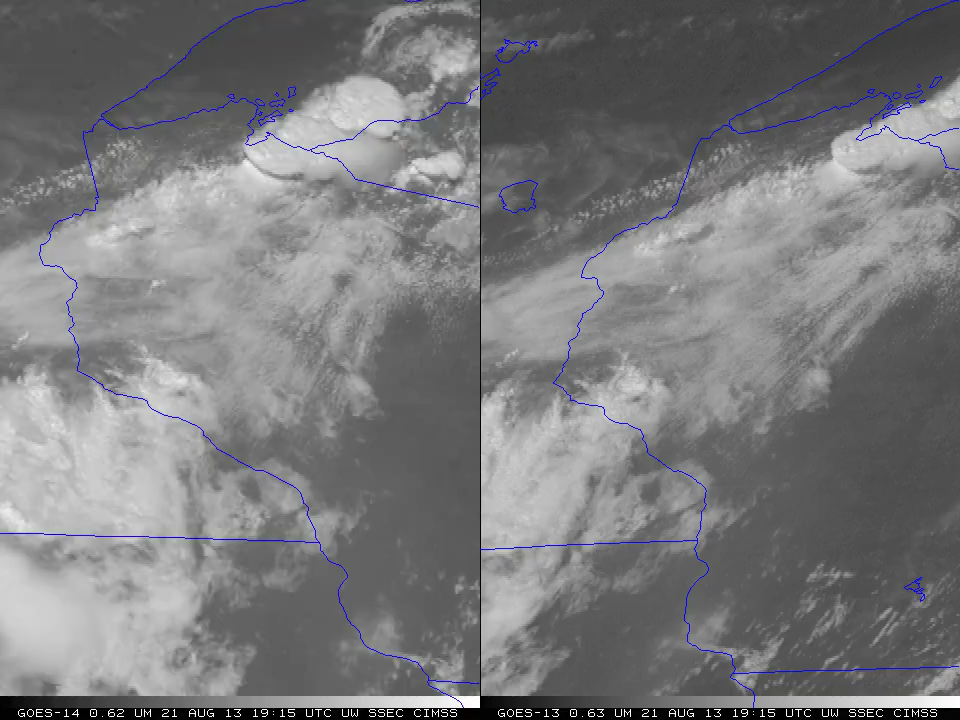 GOES-14 0.62 UM 21 AUG 13 19:15 UTC UW SSEC CIMSS
GOES-13 0.63 UM 21 AUG 13 19:15 UTC UW SSEC CIMSS